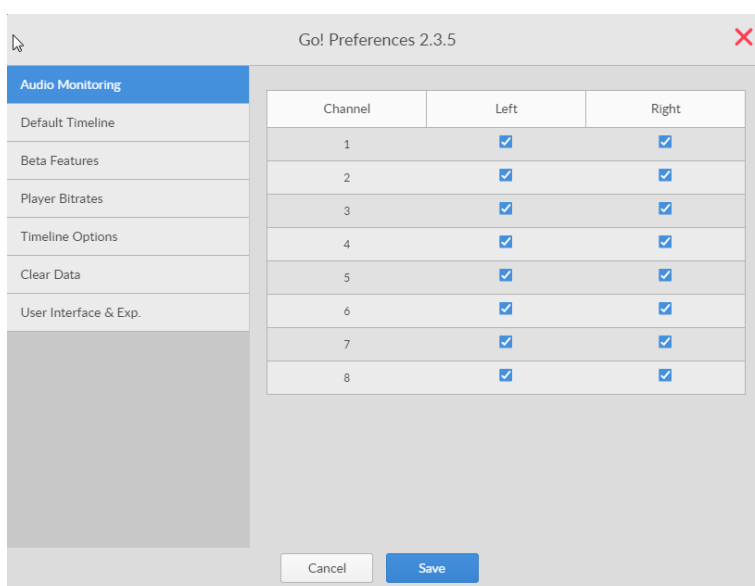 Go! Preferences 2.3.5
Audio Monitoring
Default Timeline
Beta Features
Player Bitrates
Timeline Options
Clear Data
User Interface & Exp.
Channel Left Right
1
2
3
4
5
6
7
8
Cancel Save